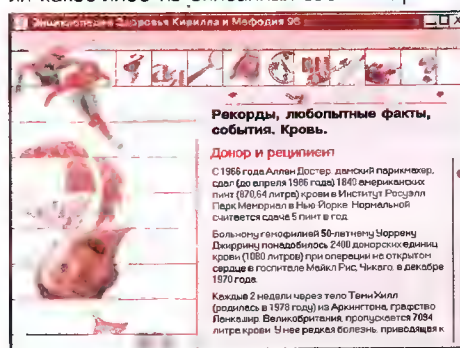 Энциклопедия Здоровья Кирилла и Мефодия 98
Рекорды, любопытные факты,
события. Кровь.
Донор и реципиент
С 1966 года Аллен Достер, дамский парикмахер,
сдал (до апреля 1986 года) 1840 американских
пинт (870,64 литра) крови в Институт Росуэлл
Парк Мемориал в Нью Йорке. Нормальной
считается сдача 5 пинт в год
Больному гемофилией 50-летнему Уоррену
Джирричу понадобилось 2400 донорских единиц
крови (1080 литров) при операции на открытом
сердце в госпитале Майкл Рис, Чикаго, в декабре
1970 года.
Каждые 2 недели через тело Теми Хилл
(родилась в 1978 году) из Аркингтона, графство
Ланкашир, Великобритания, пропускается 7094
литра крови. У нее редкая болезнь, приводящая к